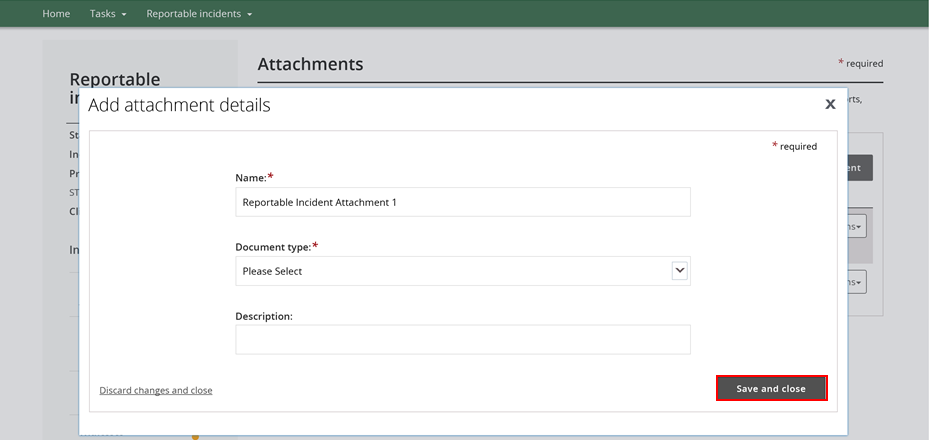 Home Tasks Reportable incidents
Attachments
* required
Reportable
Add attachment details
X
* required
Name:*
Reportable Incident Attachment 1
Document type:*
Please Select
Description:
Discard changes and close
Save and close